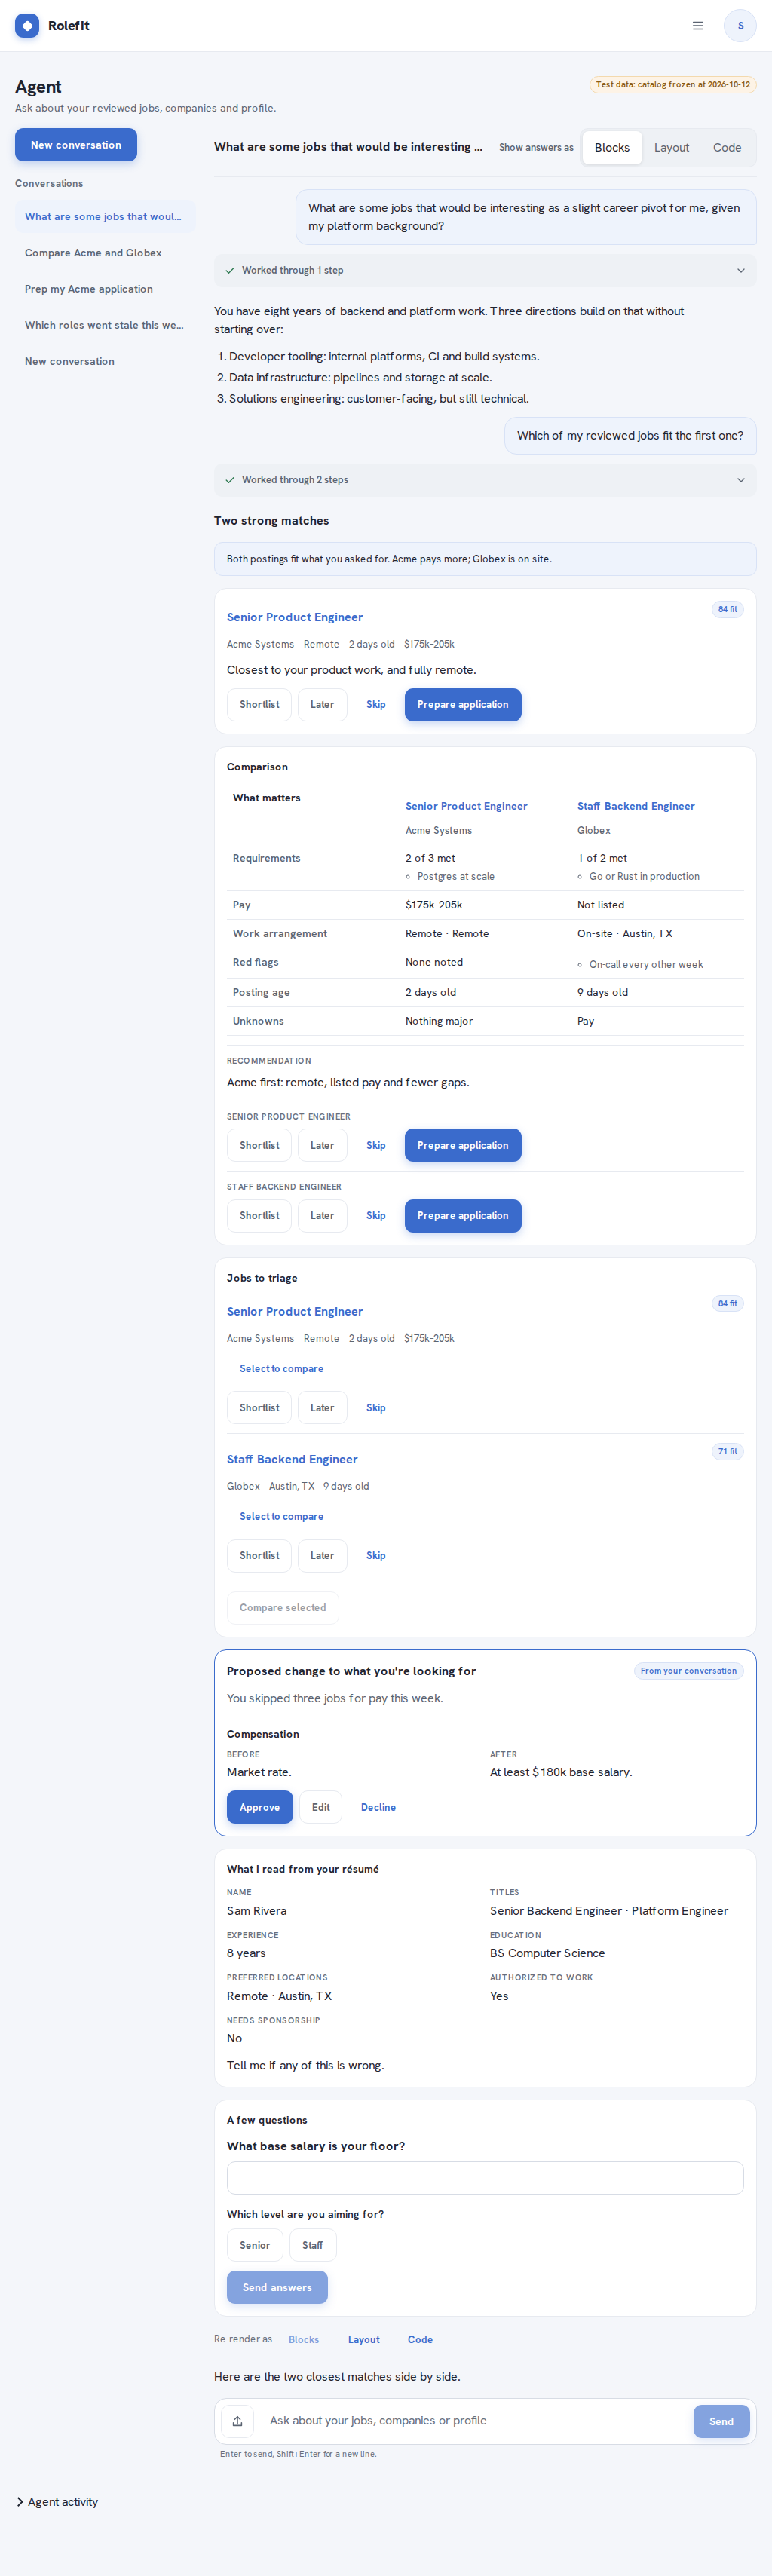 Rolefit
S
Agent
Test data: catalog frozen at 2026-10-12
Ask about your reviewed jobs, companies and profile.
New conversation
Conversations
What are some jobs that woul...
Compare Acme and Globex
Prep my Acme application
Which roles went stale this we...
New conversation
What are some jobs that would be interesting ...
Show answers as
Blocks
Layout
Code
What are some jobs that would be interesting as a slight career pivot for me, given
my platform background?
Worked through 1 step
You have eight years of backend and platform work. Three directions build on that without
starting over:
1. Developer tooling: internal platforms, CI and build systems.
2. Data infrastructure: pipelines and storage at scale.
3. Solutions engineering: customer-facing, but still technical.
Which of my reviewed jobs fit the first one?
Worked through 2 steps
Two strong matches
Both postings fit what you asked for. Acme pays more; Globex is on-site.
Senior Product Engineer
84 fit
Acme Systems Remote 2 days old $175k–205k
Closest to your product work, and fully remote.
Shortlist Later Skip Prepare application
Comparison
What matters Senior Product Engineer Staff Backend Engineer
Acme Systems Globex
Requirements 2 of 3 met 1 of 2 met
Postgres at scale Go or Rust in production
Pay $175k–205k Not listed
Work arrangement Remote · Remote On-site · Austin, TX
Red flags None noted On-call every other week
Posting age 2 days old 9 days old
Unknowns Nothing major Pay
RECOMMENDATION
Acme first: remote, listed pay and fewer gaps.
SENIOR PRODUCT ENGINEER
Shortlist Later Skip Prepare application
STAFF BACKEND ENGINEER
Shortlist Later Skip Prepare application
Jobs to triage
Senior Product Engineer
84 fit
Acme Systems Remote 2 days old $175k–205k
Select to compare
Shortlist Later Skip
Staff Backend Engineer
71 fit
Globex Austin, TX 9 days old
Select to compare
Shortlist Later Skip
Compare selected
Proposed change to what you're looking for
From your conversation
You skipped three jobs for pay this week.
Compensation
BEFORE AFTER
Market rate. At least $180k base salary.
Approve Edit Decline
What I read from your résumé
NAME TITLES
Sam Rivera Senior Backend Engineer · Platform Engineer
EXPERIENCE EDUCATION
8 years BS Computer Science
PREFERRED LOCATIONS AUTHORIZED TO WORK
Remote · Austin, TX Yes
NEEDS SPONSORSHIP
No
Tell me if any of this is wrong.
A few questions
What base salary is your floor?
Which level are you aiming for?
Senior Staff
Send answers
Re-render as Blocks Layout Code
Here are the two closest matches side by side.
Ask about your jobs, companies or profile
Send
Enter to send, Shift+Enter for a new line.
Agent activity